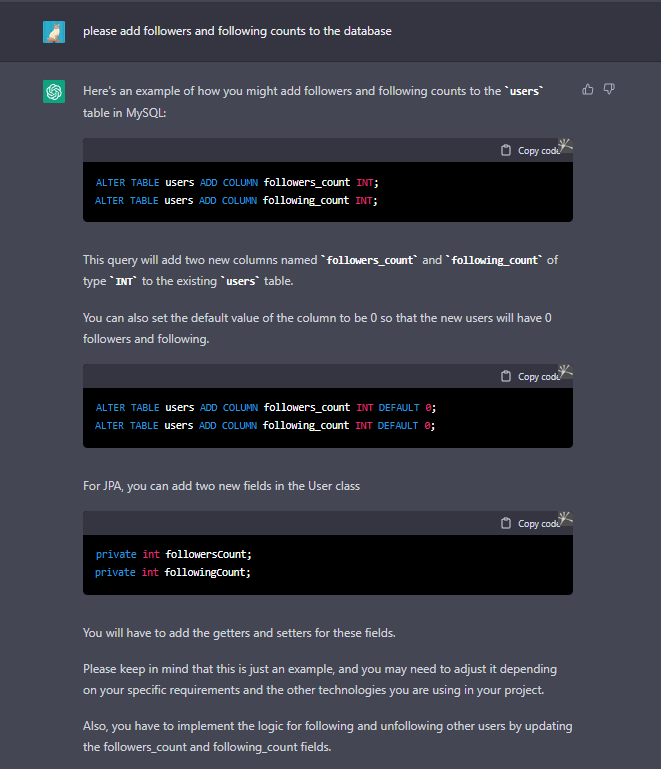 please add followers and following counts to the database
Here's an example of how you might add followers and following counts to the `users`
table in MySQL:
Copy code
ALTER TABLE users ADD COLUMN followers_count INT;
ALTER TABLE users ADD COLUMN following_count INT;
This query will add two new columns named `followers_count` and `following_count` of
type `INT` to the existing `users` table.
You can also set the default value of the column to be 0 so that the new users will have 0
followers and following.
Copy code
ALTER TABLE users ADD COLUMN followers_count INT DEFAULT 0;
ALTER TABLE users ADD COLUMN following_count INT DEFAULT 0;
For JPA, you can add two new fields in the User class
Copy code
private int followersCount;
private int followingCount;
You will have to add the getters and setters for these fields.
Please keep in mind that this is just an example, and you may need to adjust it depending
on your specific requirements and the other technologies you are using in your project.
Also, you have to implement the logic for following and unfollowing other users by updating
the followers_count and following_count fields.